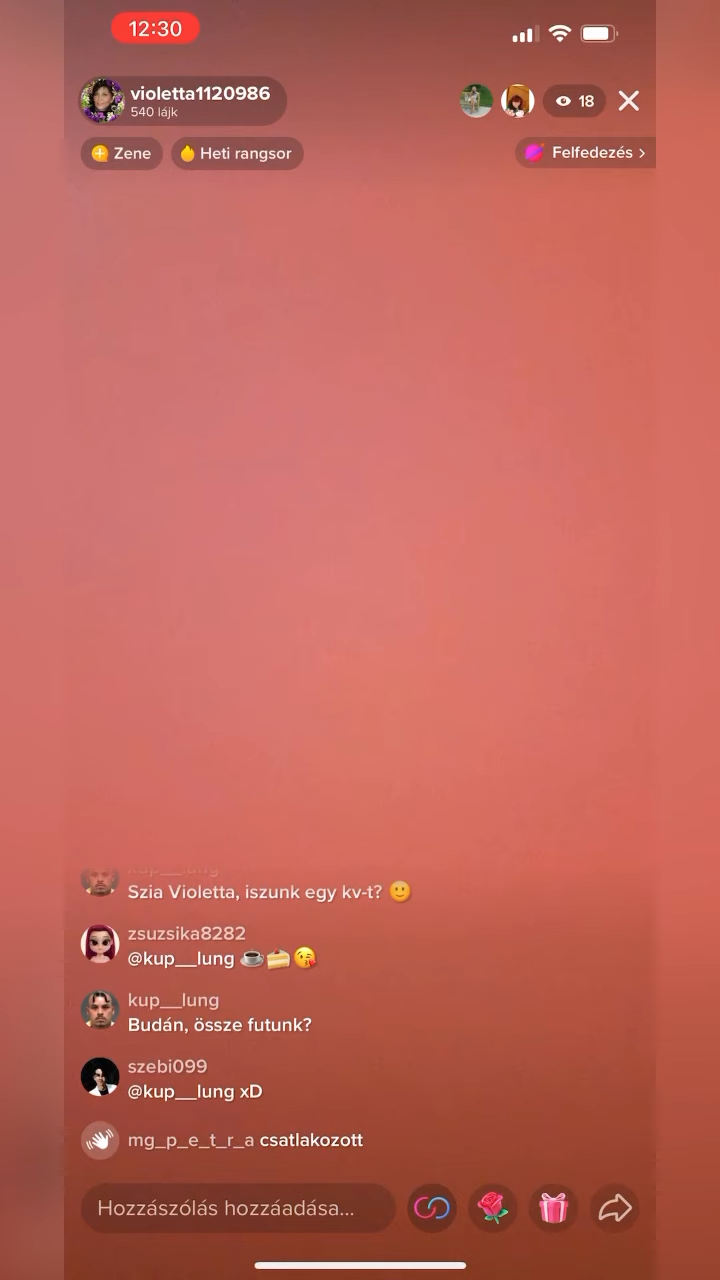 12:30
violetta1120986
540 lájk
18
Zene
Heti rangsor
Felfedezés >
kup__lung
Szia Violetta, iszunk egy kv-t? 🙂
zsuzsika8282
@kup__lung ☕🍰😘
kup__lung
Budán, össze futunk?
szebi099
@kup__lung xD
mg_p_e_t_r_a csatlakozott
Hozzászólás hozzáadása...